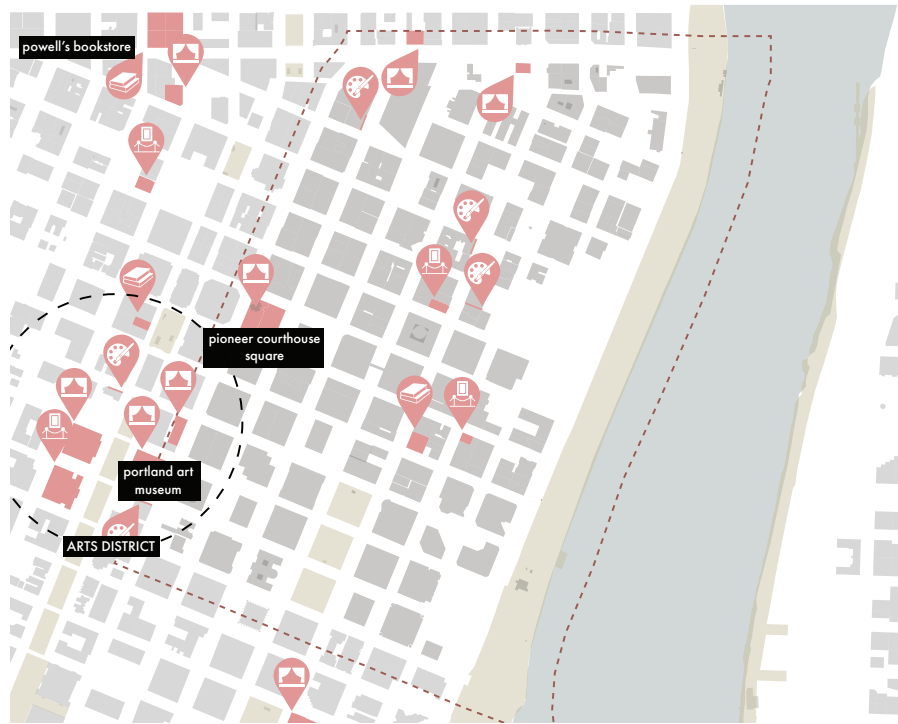 powell's bookstore
pioneer courthouse
square
portland art
museum
ARTS DISTRICT